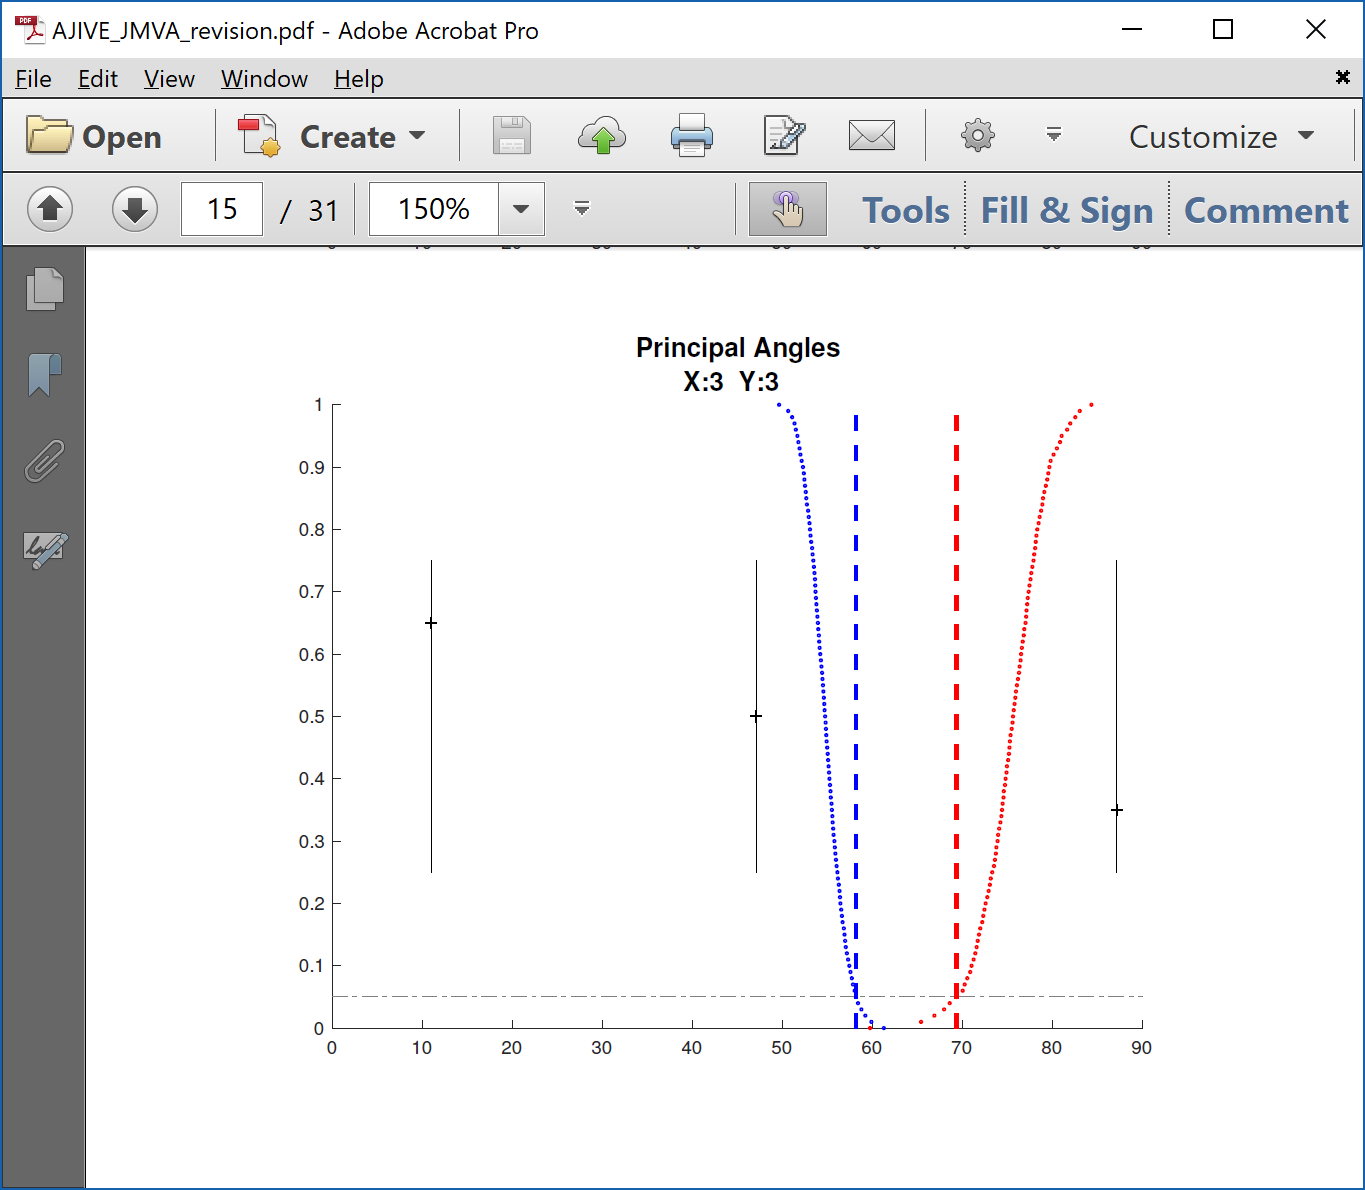 AJIVE_JMVA_revision.pdf - Adobe Acrobat Pro
File Edit View Window Help
Open Create Customize
15 / 31 150% Tools Fill & Sign Comment
Principal Angles
X:3 Y:3
1
0.9
0.8
0.7
0.6
0.5
0.4
0.3
0.2
0.1
0
0 10 20 30 40 50 60 70 80 90